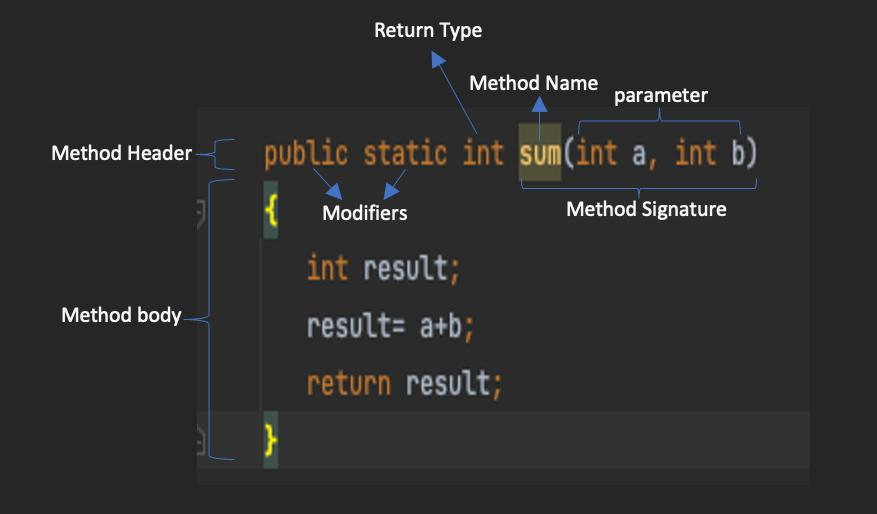 Return Type
Method Name
parameter
Method Header
public static int sum(int a, int b)
Modifiers
Method Signature
{
int result;
Method body
result= a+b;
return result;
}